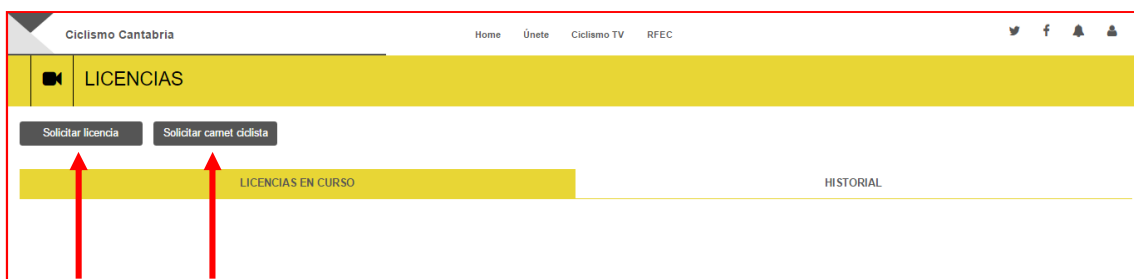 Ciclismo Cantabria Home Únete Ciclismo TV RFEC
LICENCIAS
Solicitar licencia Solicitar carnet ciclista
LICENCIAS EN CURSO HISTORIAL